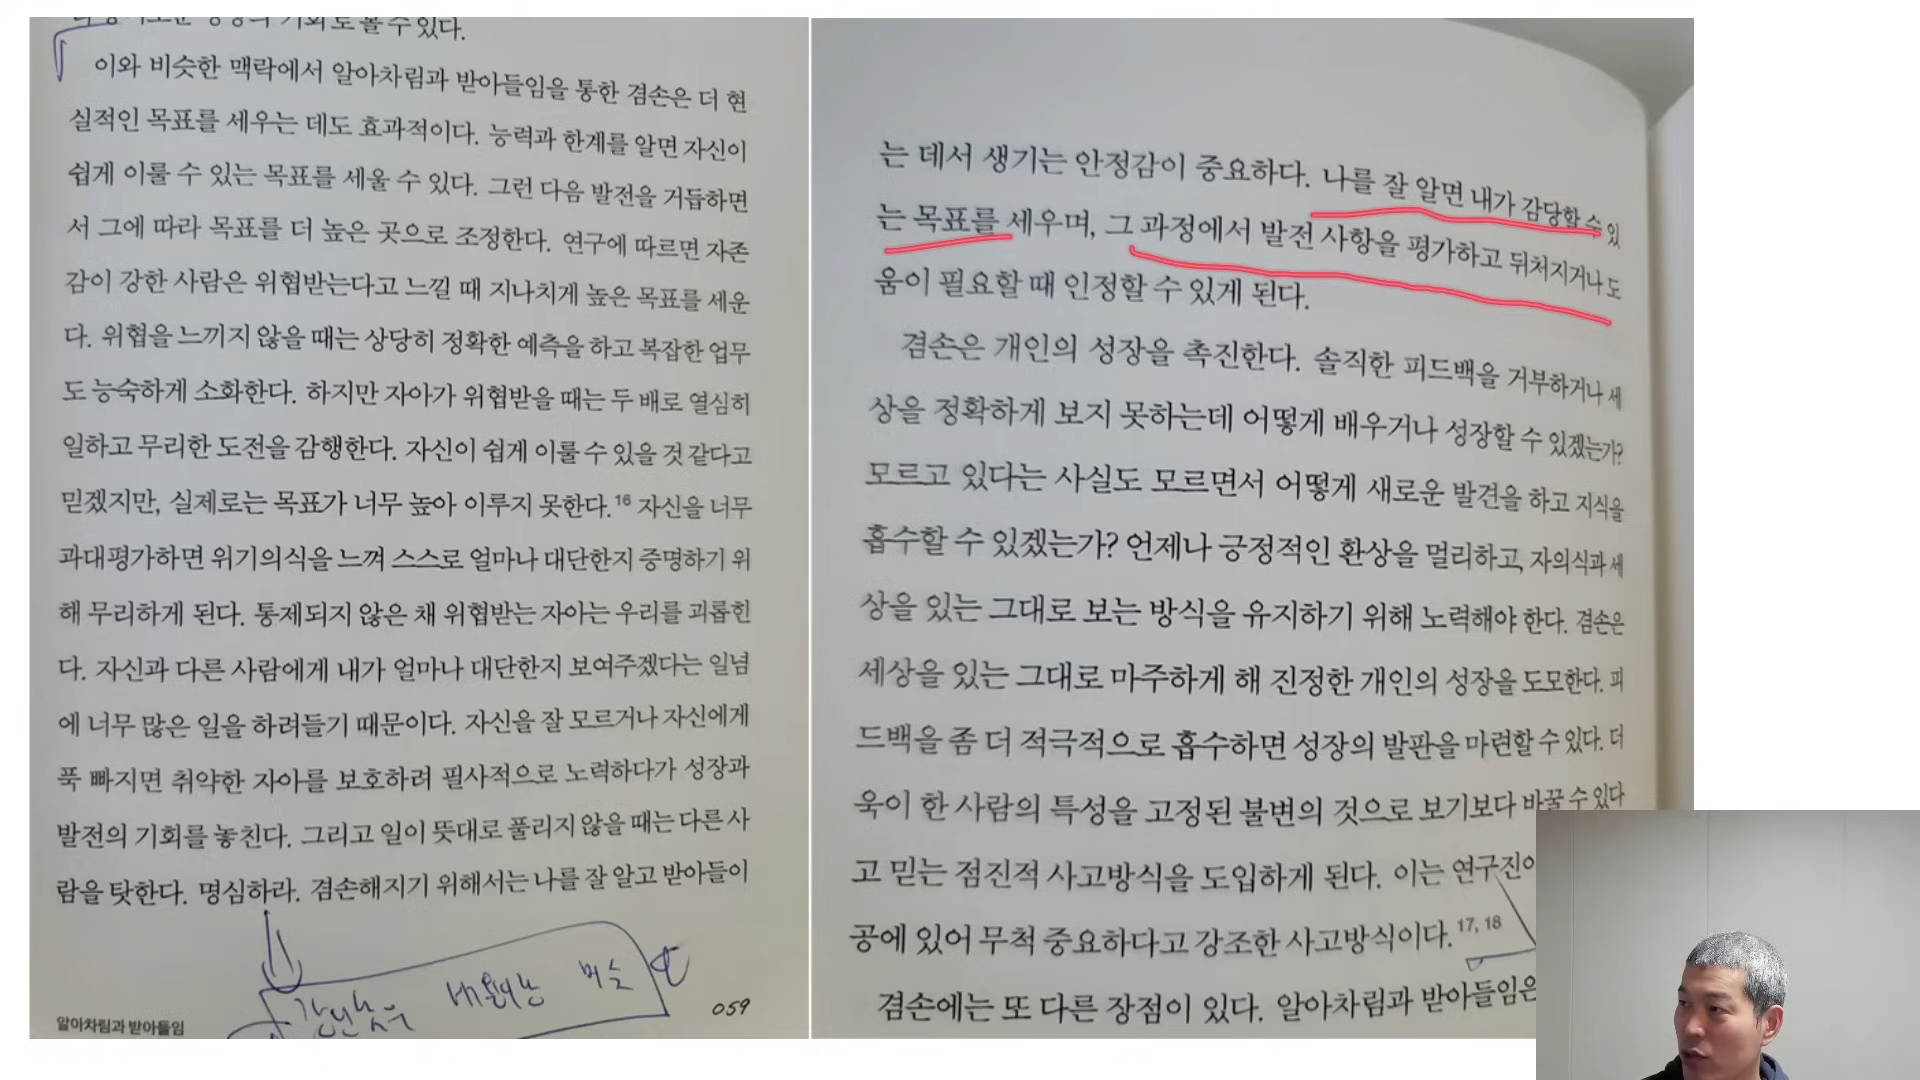 수 있다.
이와 비슷한 맥락에서 알아차림과 받아들임을 통한 겸손은 더 현
실적인 목표를 세우는 데도 효과적이다. 능력과 한계를 알면 자신이
쉽게 이룰 수 있는 목표를 세울 수 있다. 그런 다음 발전을 거듭하면
서 그에 따라 목표를 더 높은 곳으로 조정한다. 연구에 따르면 자존
감이 강한 사람은 위협받는다고 느낄 때 지나치게 높은 목표를 세운
다. 위협을 느끼지 않을 때는 상당히 정확한 예측을 하고 복잡한 업무
도 능숙하게 소화한다. 하지만 자아가 위협받을 때는 두 배로 열심히
일하고 무리한 도전을 감행한다. 자신이 쉽게 이룰 수 있을 것 같다고
믿겠지만, 실제로는 목표가 너무 높아 이루지 못한다.16 자신을 너무
과대평가하면 위기의식을 느껴 스스로 얼마나 대단한지 증명하기 위
해 무리하게 된다. 통제되지 않은 채 위협받는 자아는 우리를 괴롭힌
다. 자신과 다른 사람에게 내가 얼마나 대단한지 보여주겠다는 일념
에 너무 많은 일을 하려들기 때문이다. 자신을 잘 모르거나 자신에게
푹 빠지면 취약한 자아를 보호하려 필사적으로 노력하다가 성장과
발전의 기회를 놓친다. 그리고 일이 뜻대로 풀리지 않을 때는 다른 사
람을 탓한다. 명심하라. 겸손해지기 위해서는 나를 잘 알고 받아들이
059
알아차림과 받아들임
는 데서 생기는 안정감이 중요하다. 나를 잘 알면 내가 감당할 수 있
는 목표를 세우며, 그 과정에서 발전 사항을 평가하고 뒤처지거나 도
움이 필요할 때 인정할 수 있게 된다.
겸손은 개인의 성장을 촉진한다. 솔직한 피드백을 거부하거나 세
상을 정확하게 보지 못하는데 어떻게 배우거나 성장할 수 있겠는가?
모르고 있다는 사실도 모르면서 어떻게 새로운 발견을 하고 지식을
흡수할 수 있겠는가? 언제나 긍정적인 환상을 멀리하고, 자의식과 세
상을 있는 그대로 보는 방식을 유지하기 위해 노력해야 한다. 겸손은
세상을 있는 그대로 마주하게 해 진정한 개인의 성장을 도모한다. 피
드백을 좀 더 적극적으로 흡수하면 성장의 발판을 마련할 수 있다. 더
욱이 한 사람의 특성을 고정된 불변의 것으로 보기보다 바꿀 수 있다
고 믿는 점진적 사고방식을 도입하게 된다. 이는 연구진이
공에 있어 무척 중요하다고 강조한 사고방식이다.17, 18
겸손에는 또 다른 장점이 있다. 알아차림과 받아들임은